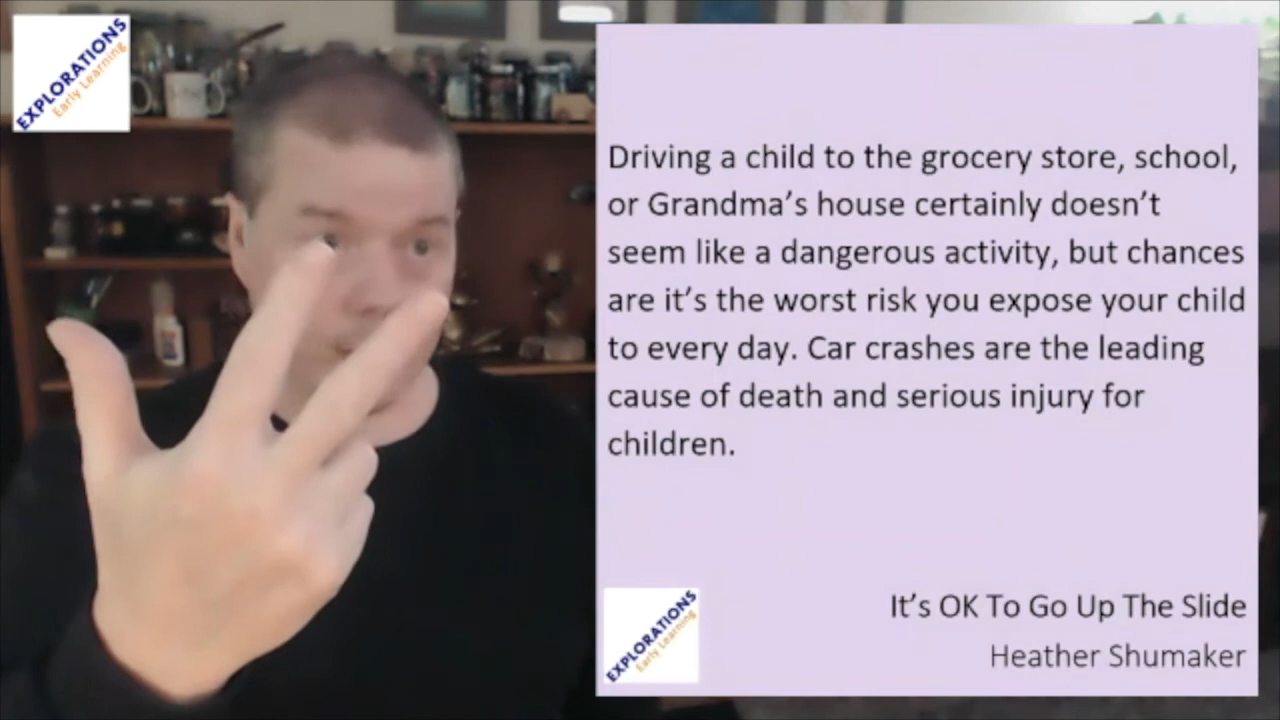 EXPLORATIONS
Early Learning
Driving a child to the grocery store, school,
or Grandma’s house certainly doesn’t
seem like a dangerous activity, but chances
are it’s the worst risk you expose your child
to every day. Car crashes are the leading
cause of death and serious injury for
children.
It’s OK To Go Up The Slide
Heather Shumaker
EXPLORATIONS
Early Learning